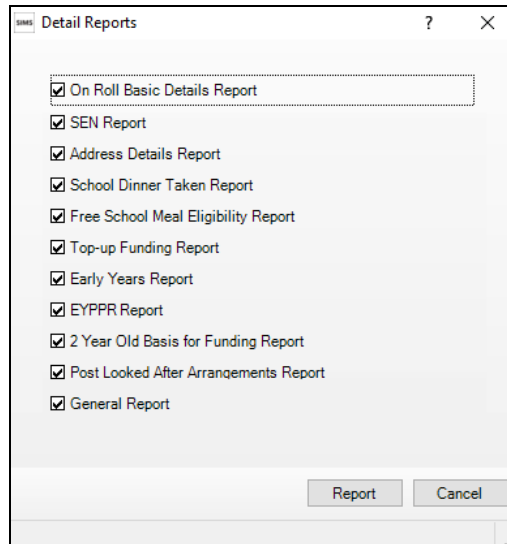 SIMS Detail Reports ? X
On Roll Basic Details Report
SEN Report
Address Details Report
School Dinner Taken Report
Free School Meal Eligibility Report
Top-up Funding Report
Early Years Report
EYPPR Report
2 Year Old Basis for Funding Report
Post Looked After Arrangements Report
General Report
Report Cancel